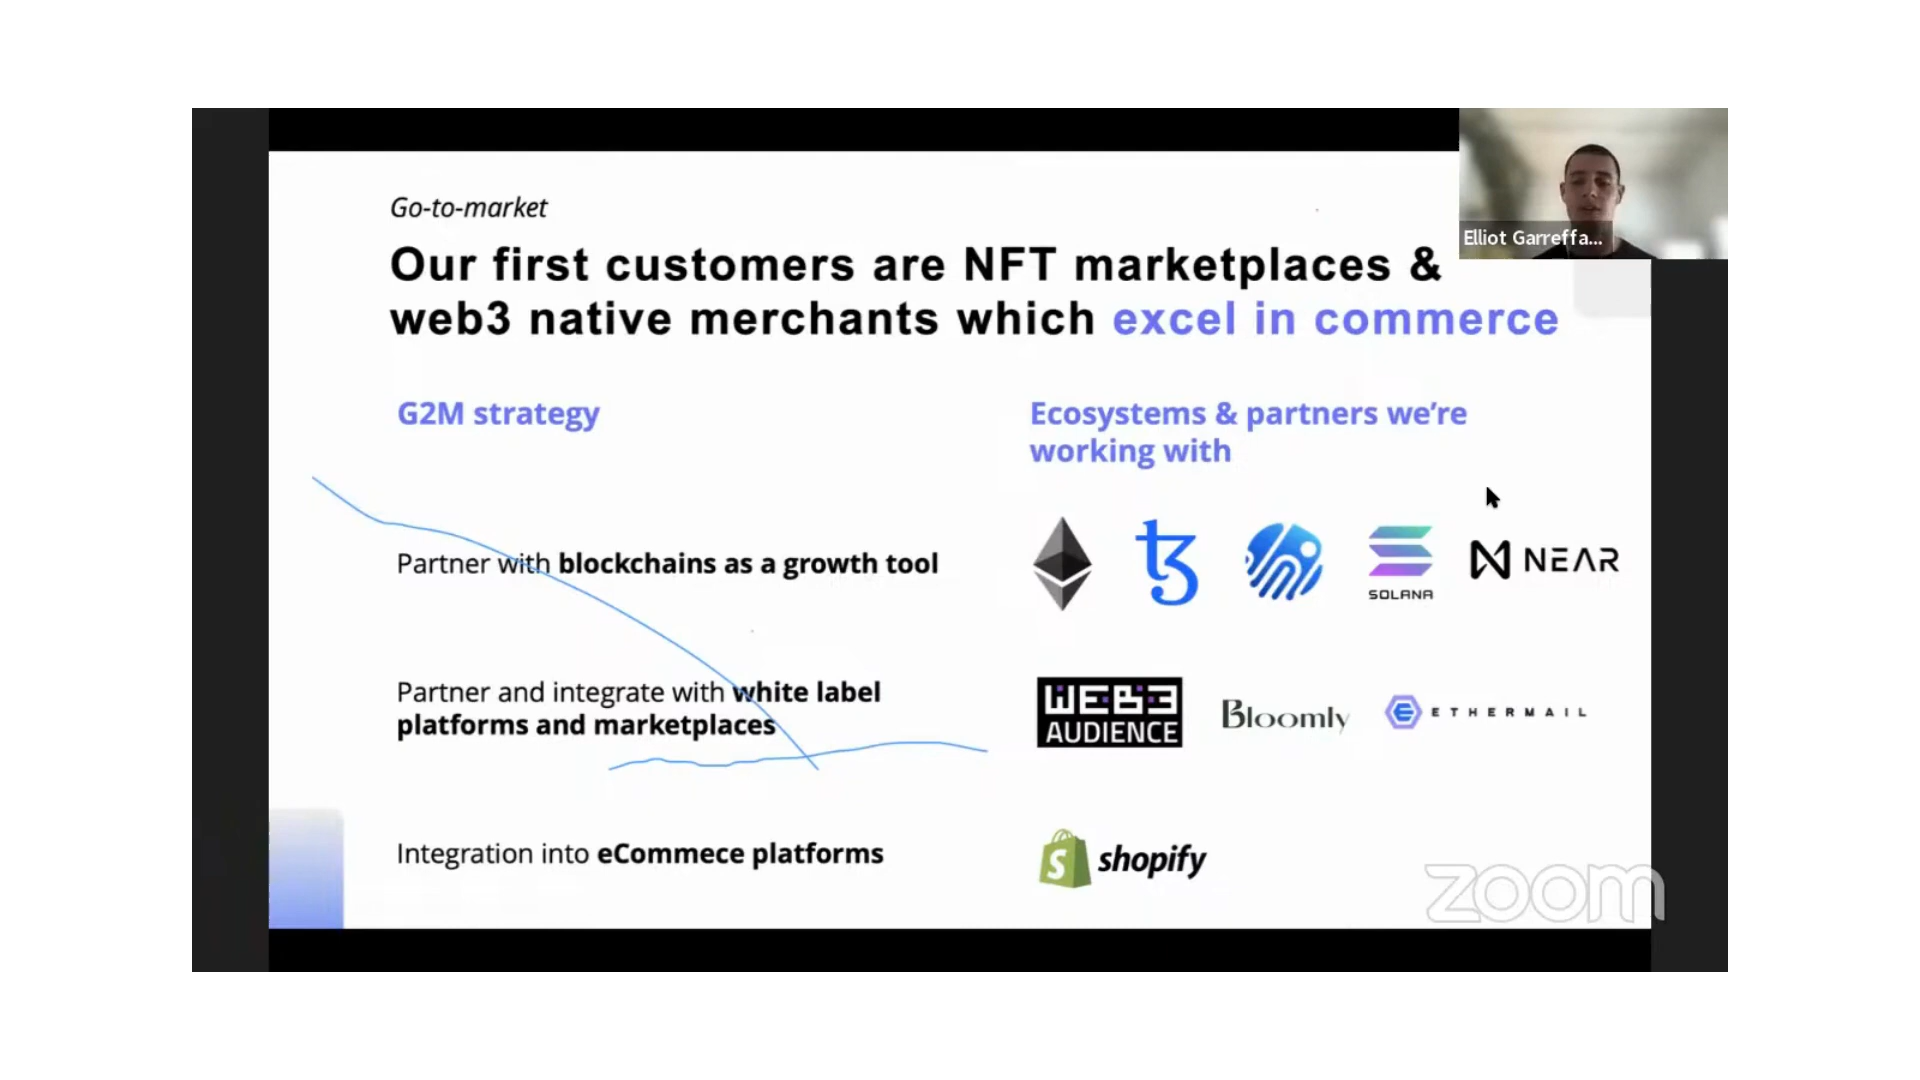 Go-to-market
Our first customers are NFT marketplaces &
web3 native merchants which excel in commerce
Elliot Garreffa...
G2M strategy
Ecosystems & partners we're
working with
Partner with blockchains as a growth tool
SOLANA
NEAR
Partner and integrate with white label
platforms and marketplaces
WEB3
AUDIENCE
Bloomly
ETHERMAIL
Integration into eCommece platforms
shopify
zoom